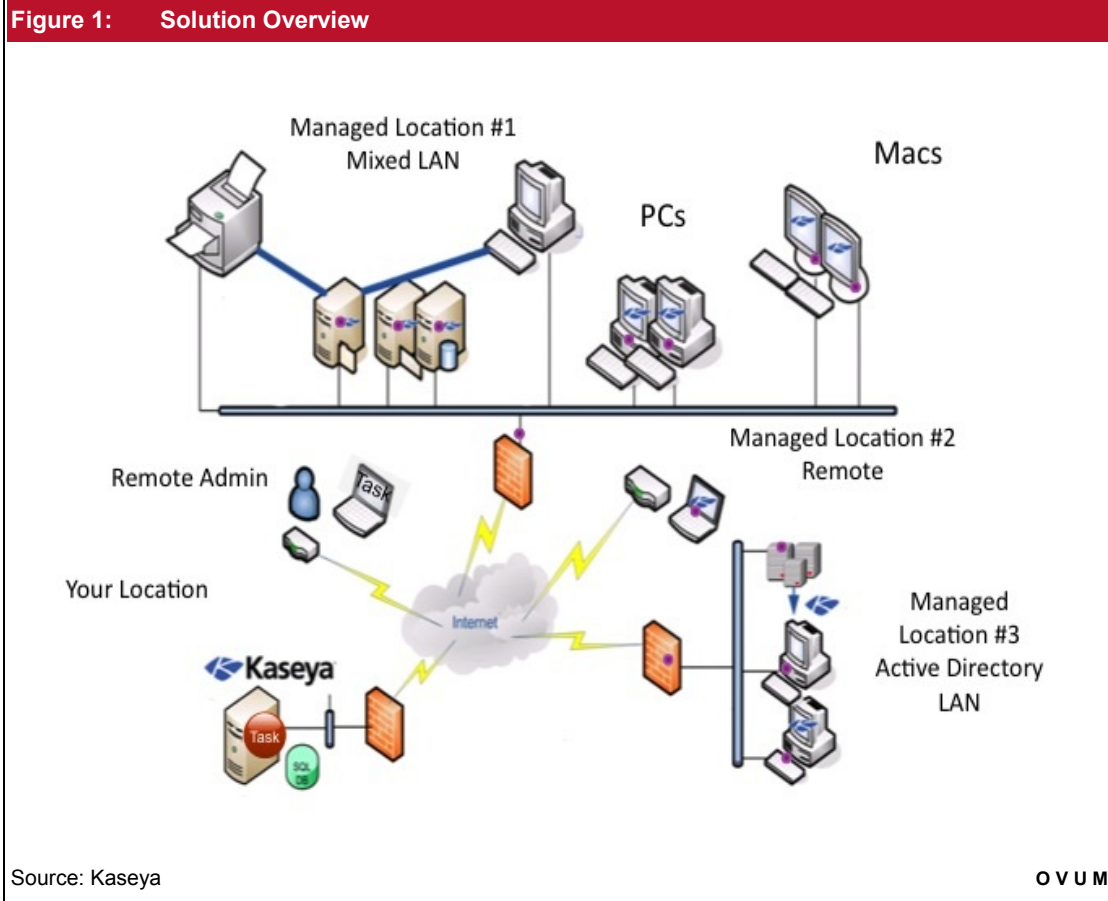 Figure 1: Solution Overview
Managed Location #1
Mixed LAN
Macs
PCs
Managed Location #2
Remote
Remote Admin
Task
Your Location
Internet
Managed
Location #3
Active Directory
LAN
Kaseya
Task
SQL
DB
Source: Kaseya
OVUM